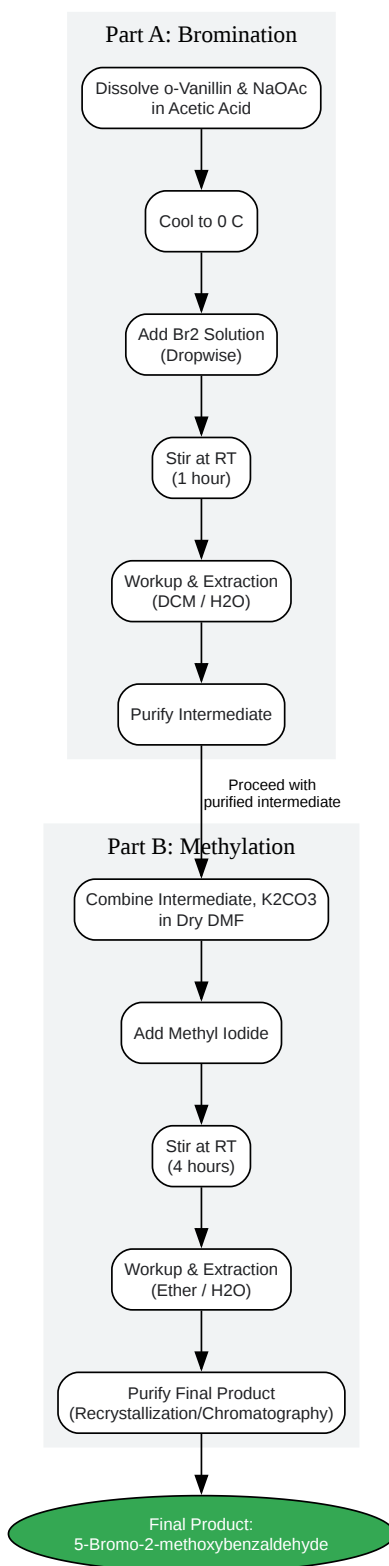 Part A: Bromination
Dissolve o-Vanillin & NaOAc
in Acetic Acid
Cool to 0 C
Add Br2 Solution
(Dropwise)
Stir at RT
(1 hour)
Workup & Extraction
(DCM / H2O)
Purify Intermediate
Proceed with
purified intermediate
Part B: Methylation
Combine Intermediate, K2CO3
in Dry DMF
Add Methyl Iodide
Stir at RT
(4 hours)
Workup & Extraction
(Ether / H2O)
Purify Final Product
(Recrystallization/Chromatography)
Final Product:
5-Bromo-2-methoxybenzaldehyde